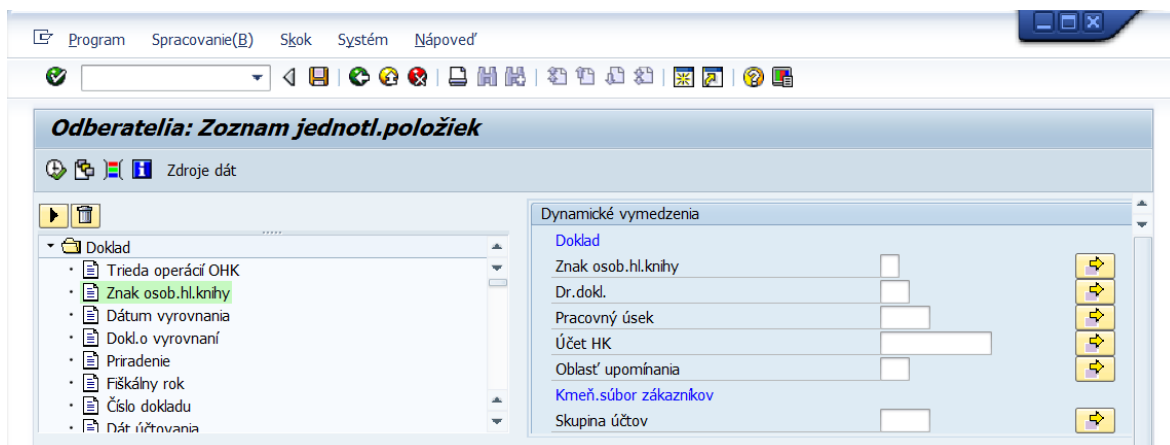 Program Spracovanie(B) Skok Systém Nápoveď
Odberatelia: Zoznam jednotl.položiek
Zdroje dát
Doklad
Trieda operácií OHK
Znak osob.hl.knihy
Dátum vyrovnania
Dokl.o vyrovnaní
Priradenie
Fiškálny rok
Číslo dokladu
Dát účtovania
Dynamické vymedzenia
Doklad
Znak osob.hl.knihy
Dr.dokl.
Pracovný úsek
Účet HK
Oblasť upomínania
Kmeň.súbor zákazníkov
Skupina účtov